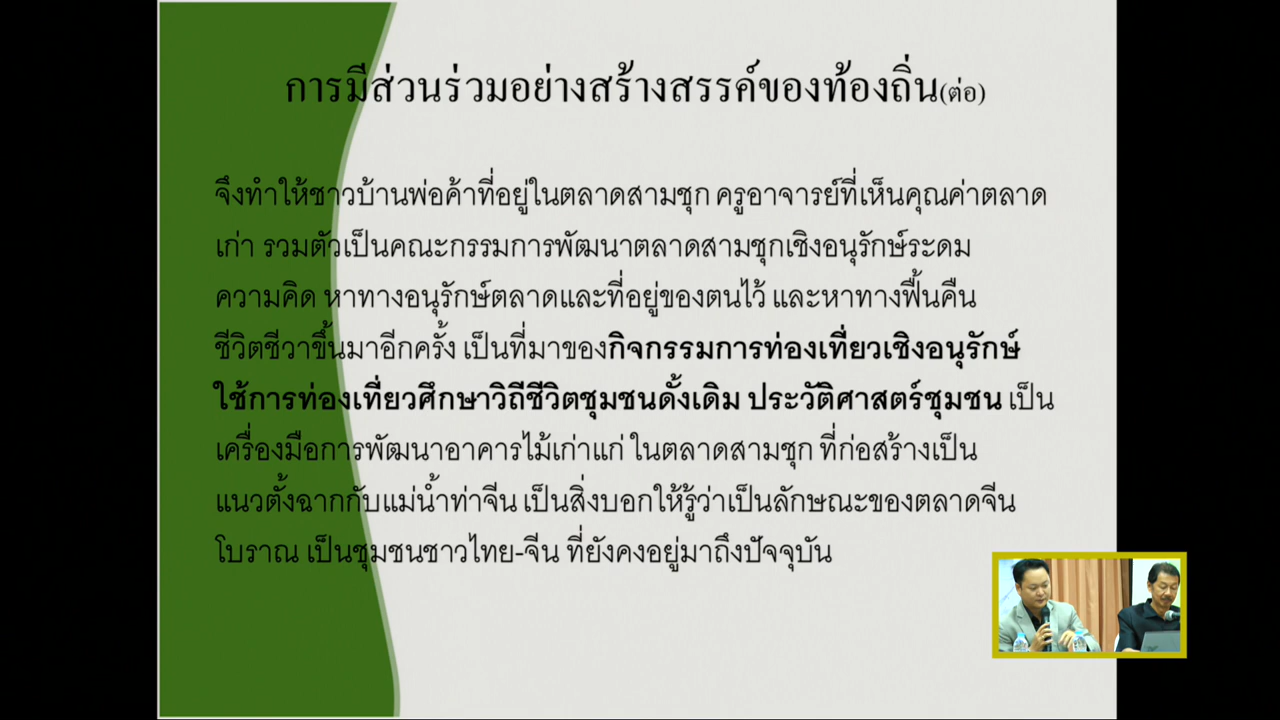 การมีส่วนร่วมอย่างสร้างสรรค์ของท้องถิ่น(ต่อ)
จึงทำให้ชาวบ้านพ่อค้าที่อยู่ในตลาดสามชุก ครูอาจารย์ที่เห็นคุณค่าตลาด
เก่า รวมตัวเป็นคณะกรรมการพัฒนาตลาดสามชุกเชิงอนุรักษ์ระดม
ความคิด หาทางอนุรักษ์ตลาดและที่อยู่ของตนไว้ และหาทางฟื้นคืน
ชีวิตชีวาขึ้นมาอีกครั้ง เป็นที่มาของกิจกรรมการท่องเที่ยวเชิงอนุรักษ์
ใช้การท่องเที่ยวศึกษาวิถีชีวิตชุมชนดั้งเดิม ประวัติศาสตร์ชุมชน เป็น
เครื่องมือการพัฒนาอาคารไม้เก่าแก่ ในตลาดสามชุก ที่ก่อสร้างเป็น
แนวตั้งฉากกับแม่น้ำท่าจีน เป็นสิ่งบอกให้รู้ว่าเป็นลักษณะของตลาดจีน
โบราณ เป็นชุมชนชาวไทย-จีน ที่ยังคงอยู่มาถึงปัจจุบัน